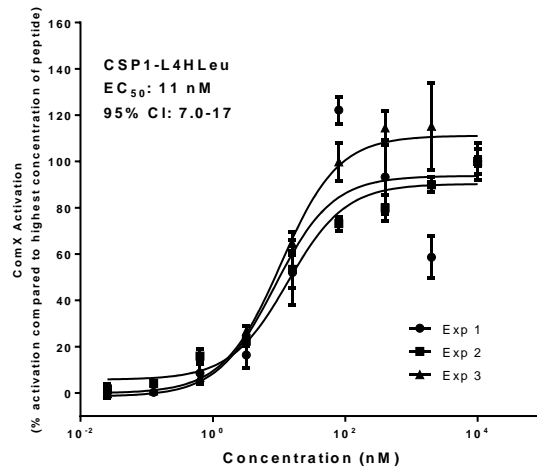 160
140
120
100
80
60
40
20
0
ComX Activation
(% activation compared to highest concentration of peptide)
CSP1-L4HLeu
EC50: 11 nM
95% CI: 7.0-17
Exp 1
Exp 2
Exp 3
10-2 100 102 104
Concentration (nM)